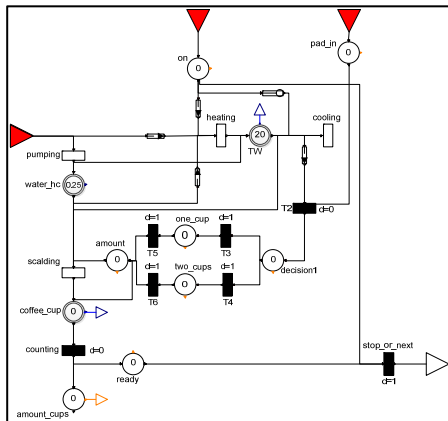 pad_in
0
on
0
heating
cooling
20
TW
pumping
water_hc
0.25
T2
d=0
d=1
one_cup
d=1
amount
0
T5
T3
0
decision1
scalding
0
d=1
two_cups
d=1
0
T6
T4
coffee_cup
0
counting
d=0
stop_or_next
0
ready
d=1
0
amount_cups